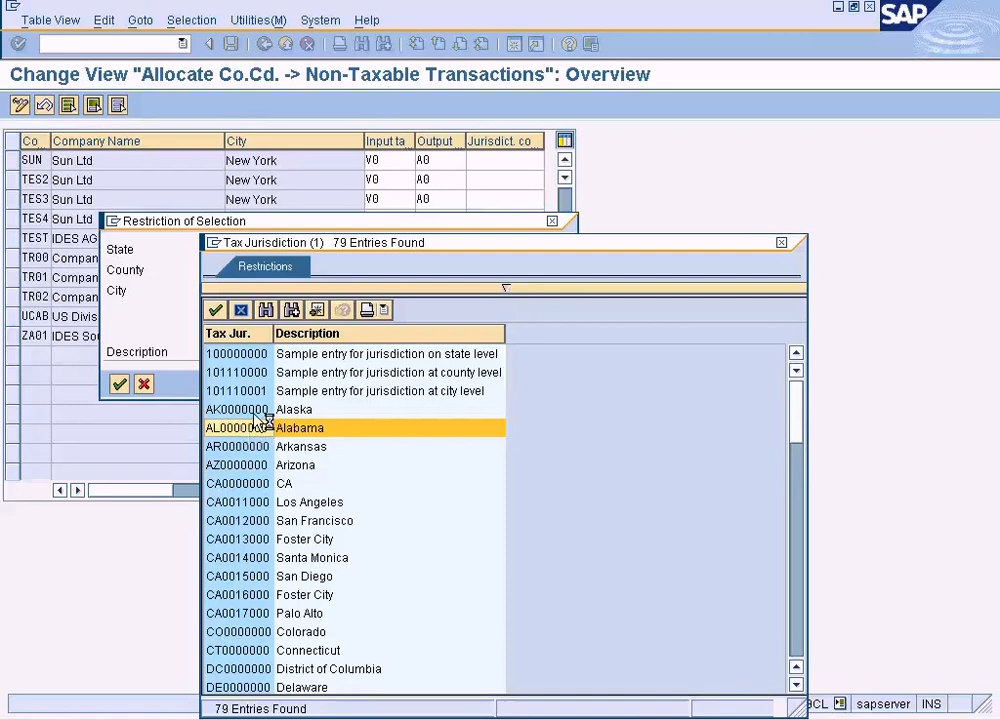 Table View Edit Goto Selection Utilities(M) System Help
SAP
Change View "Allocate Co.Cd. -> Non-Taxable Transactions": Overview
Co... Company Name City Input ta... Output ... Jurisdict. co...
SUN Sun Ltd New York V0 A0
TES2 Sun Ltd New York V0 A0
TES3 Sun Ltd New York V0 A0
TES4 Sun Ltd
TEST IDES AG
TR00 Compan
TR01 Compan
TR02 Compan
UCAB US Divis
ZA01 IDES So
Restriction of Selection
State
County
City
Description
Tax Jurisdiction (1) 79 Entries Found
Restrictions
Tax Jur. Description
100000000 Sample entry for jurisdiction on state level
101110000 Sample entry for jurisdiction at county level
101110001 Sample entry for jurisdiction at city level
AK0000000 Alaska
Alabama
AR0000000 Arkansas
AZ0000000 Arizona
CA0000000 CA
CA0011000 Los Angeles
CA0012000 San Francisco
CA0013000 Foster City
CA0014000 Santa Monica
CA0015000 San Diego
CA0016000 Foster City
CA0017000 Palo Alto
CO0000000 Colorado
CT0000000 Connecticut
DC0000000 District of Columbia
DE0000000 Delaware
79 Entries Found
sapserver INS